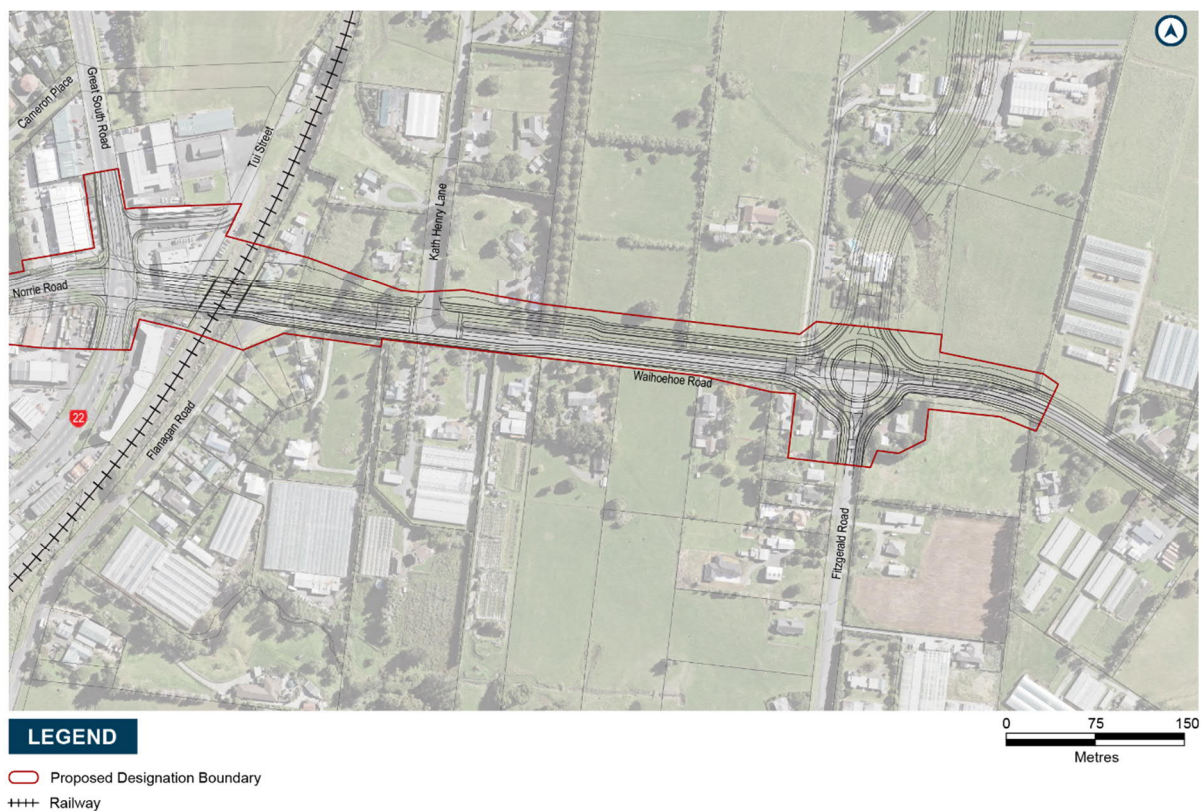 Cameron Place
Great South Road
Tui Street
Kath Henry Lane
Norrie Road
22
Flanagan Road
Waihoehoe Road
Fitzgerald Road
LEGEND
Proposed Designation Boundary
Railway
0 75 150
Metres